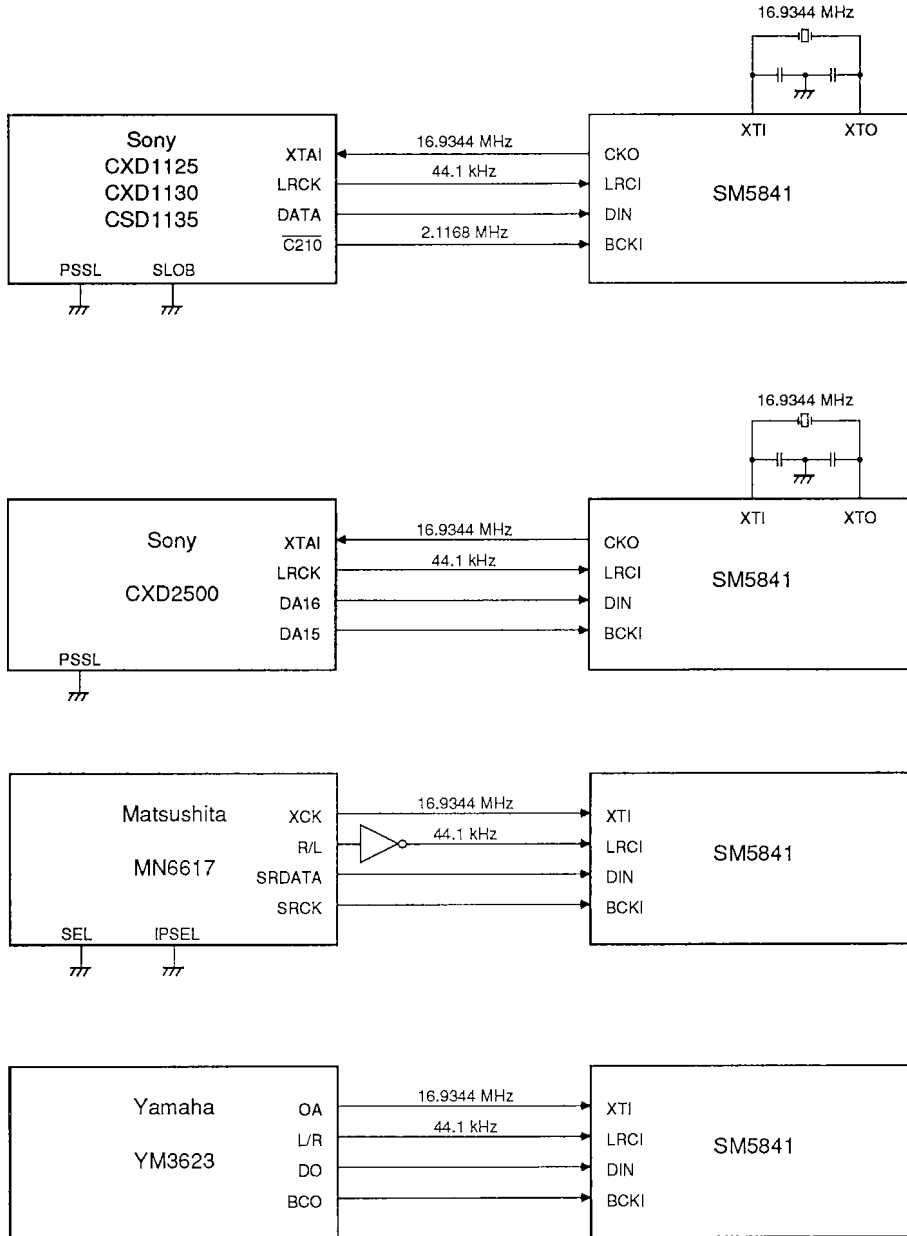 16.9344 MHz
XTI XTO
Sony
CXD1125
CXD1130
CSD1135
XTAI 16.9344 MHz CKO
LRCK 44.1 kHz LRCI
DATA DIN
C210 2.1168 MHz BCKI
SM5841
PSSL SLOB
16.9344 MHz
XTI XTO
Sony
CXD2500
XTAI 16.9344 MHz CKO
LRCK 44.1 kHz LRCI
DA16 DIN
DA15 BCKI
SM5841
PSSL
Matsushita
MN6617
XCK 16.9344 MHz XTI
R/L 44.1 kHz LRCI
SRDATA DIN
SRCK BCKI
SM5841
SEL IPSEL
Yamaha
YM3623
OA 16.9344 MHz XTI
L/R 44.1 kHz LRCI
DO DIN
BCO BCKI
SM5841